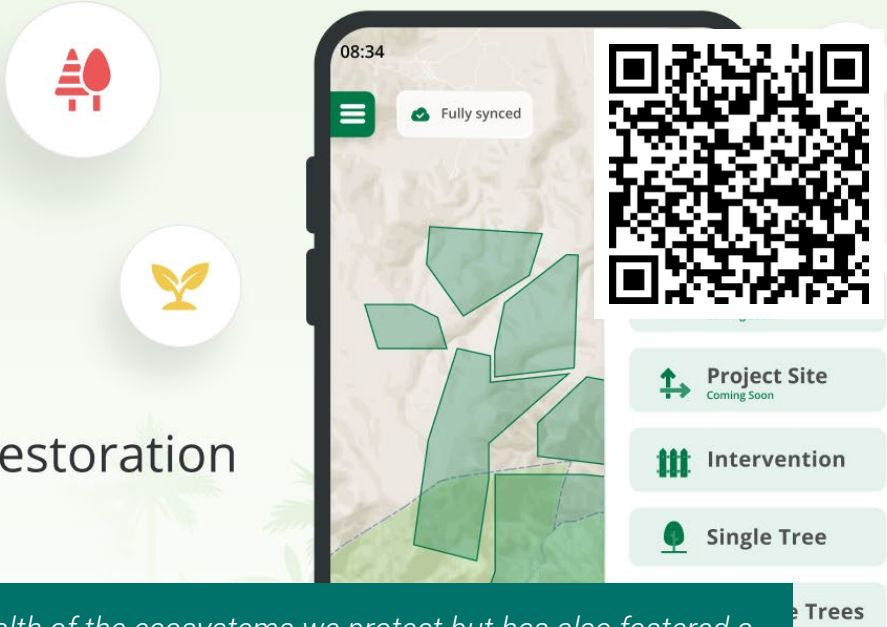 08:34
Fully synced
estoration
Project Site
Coming Soon
Intervention
Single Tree
e Trees
alth of the ecosystems we protect but has also fostered a